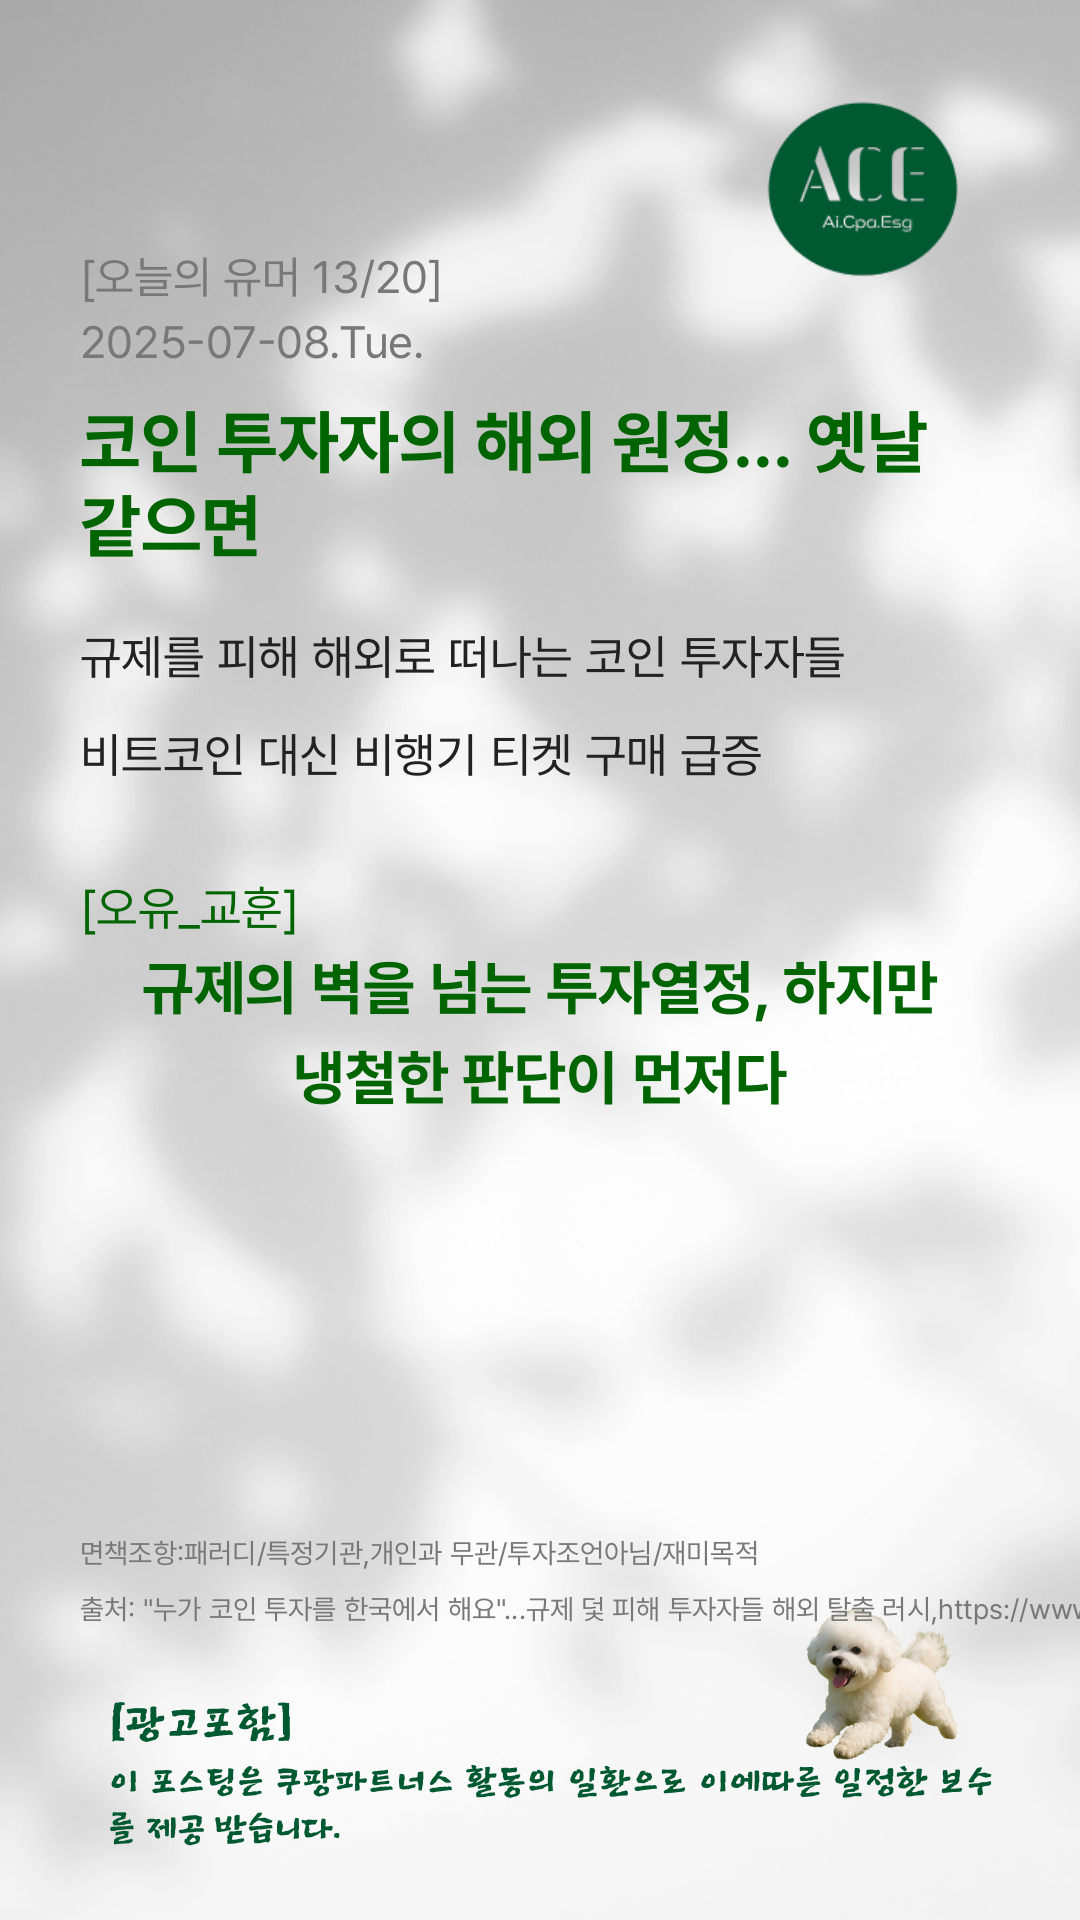 ACE
Ai.Cpa.Esg
[오늘의 유머 13/20]
2025-07-08.Tue.
코인 투자자의 해외 원정... 옛날
같으면
규제를 피해 해외로 떠나는 코인 투자자들
비트코인 대신 비행기 티켓 구매 급증
[오유_교훈]
규제의 벽을 넘는 투자열정, 하지만
냉철한 판단이 먼저다
면책조항:패러디/특정기관,개인과 무관/투자조언아님/재미목적
출처: "누가 코인 투자를 한국에서 해요"...규제 덫 피해 투자자들 해외 탈출 러시,https://www
[광고포함]
이 포스팅은 쿠팡파트너스 활동의 일환으로 이에따른 일정한 보수
를 제공 받습니다.